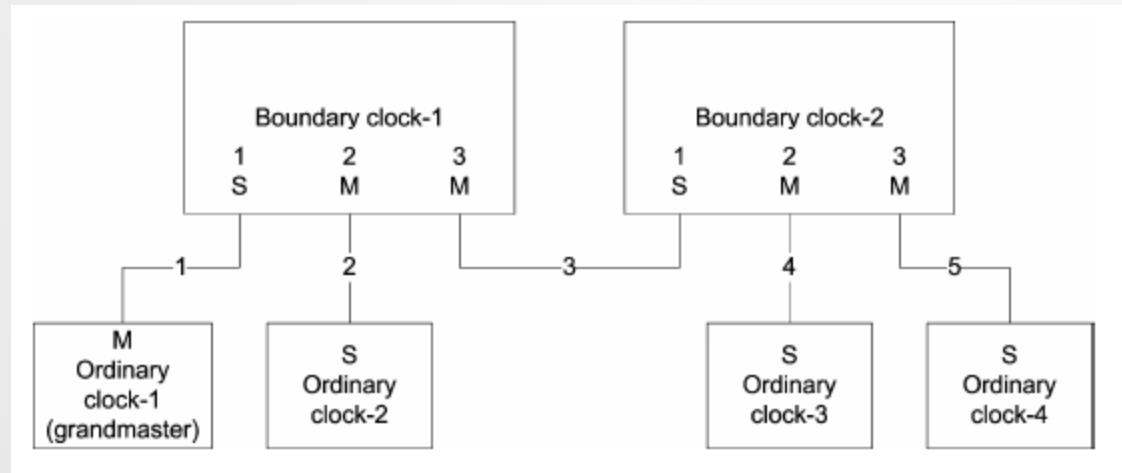 Boundary clock-1
1 2 3
S M M
Boundary clock-2
1 2 3
S M M
1
2
3
4
5
M
Ordinary
clock-1
(grandmaster)
S
Ordinary
clock-2
S
Ordinary
clock-3
S
Ordinary
clock-4